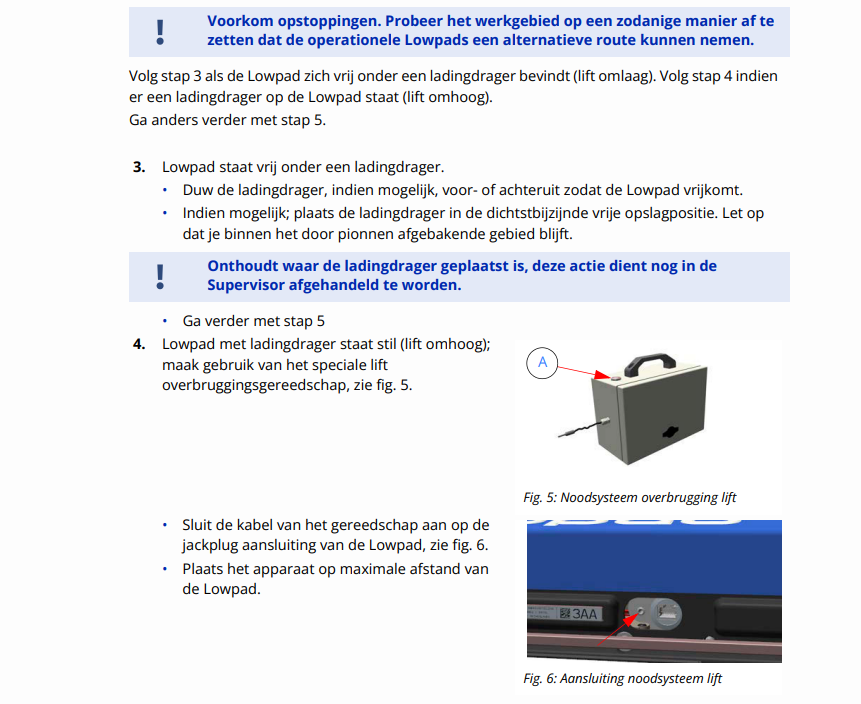 ! Voorkom opstoppingen. Probeer het werkgebied op een zodanige manier af te
zetten dat de operationele Lowpads een alternatieve route kunnen nemen.
Volg stap 3 als de Lowpad zich vrij onder een ladingdrager bevindt (lift omlaag). Volg stap 4 indien
er een ladingdrager op de Lowpad staat (lift omhoog).
Ga anders verder met stap 5.
3. Lowpad staat vrij onder een ladingdrager.
• Duw de ladingdrager, indien mogelijk, voor- of achteruit zodat de Lowpad vrijkomt.
• Indien mogelijk; plaats de ladingdrager in de dichtstbijzijnde vrije opslagpositie. Let op
dat je binnen het door pionnen afgebakende gebied blijft.
! Onthoudt waar de ladingdrager geplaatst is, deze actie dient nog in de
Supervisor afgehandeld te worden.
• Ga verder met stap 5
4. Lowpad met ladingdrager staat stil (lift omhoog);
maak gebruik van het speciale lift
overbruggingsgereedschap, zie fig. 5.
A
Fig. 5: Noodsysteem overbrugging lift
• Sluit de kabel van het gereedschap aan op de
jackplug aansluiting van de Lowpad, zie fig. 6.
• Plaats het apparaat op maximale afstand van
de Lowpad.
3AA
Fig. 6: Aansluiting noodsysteem lift